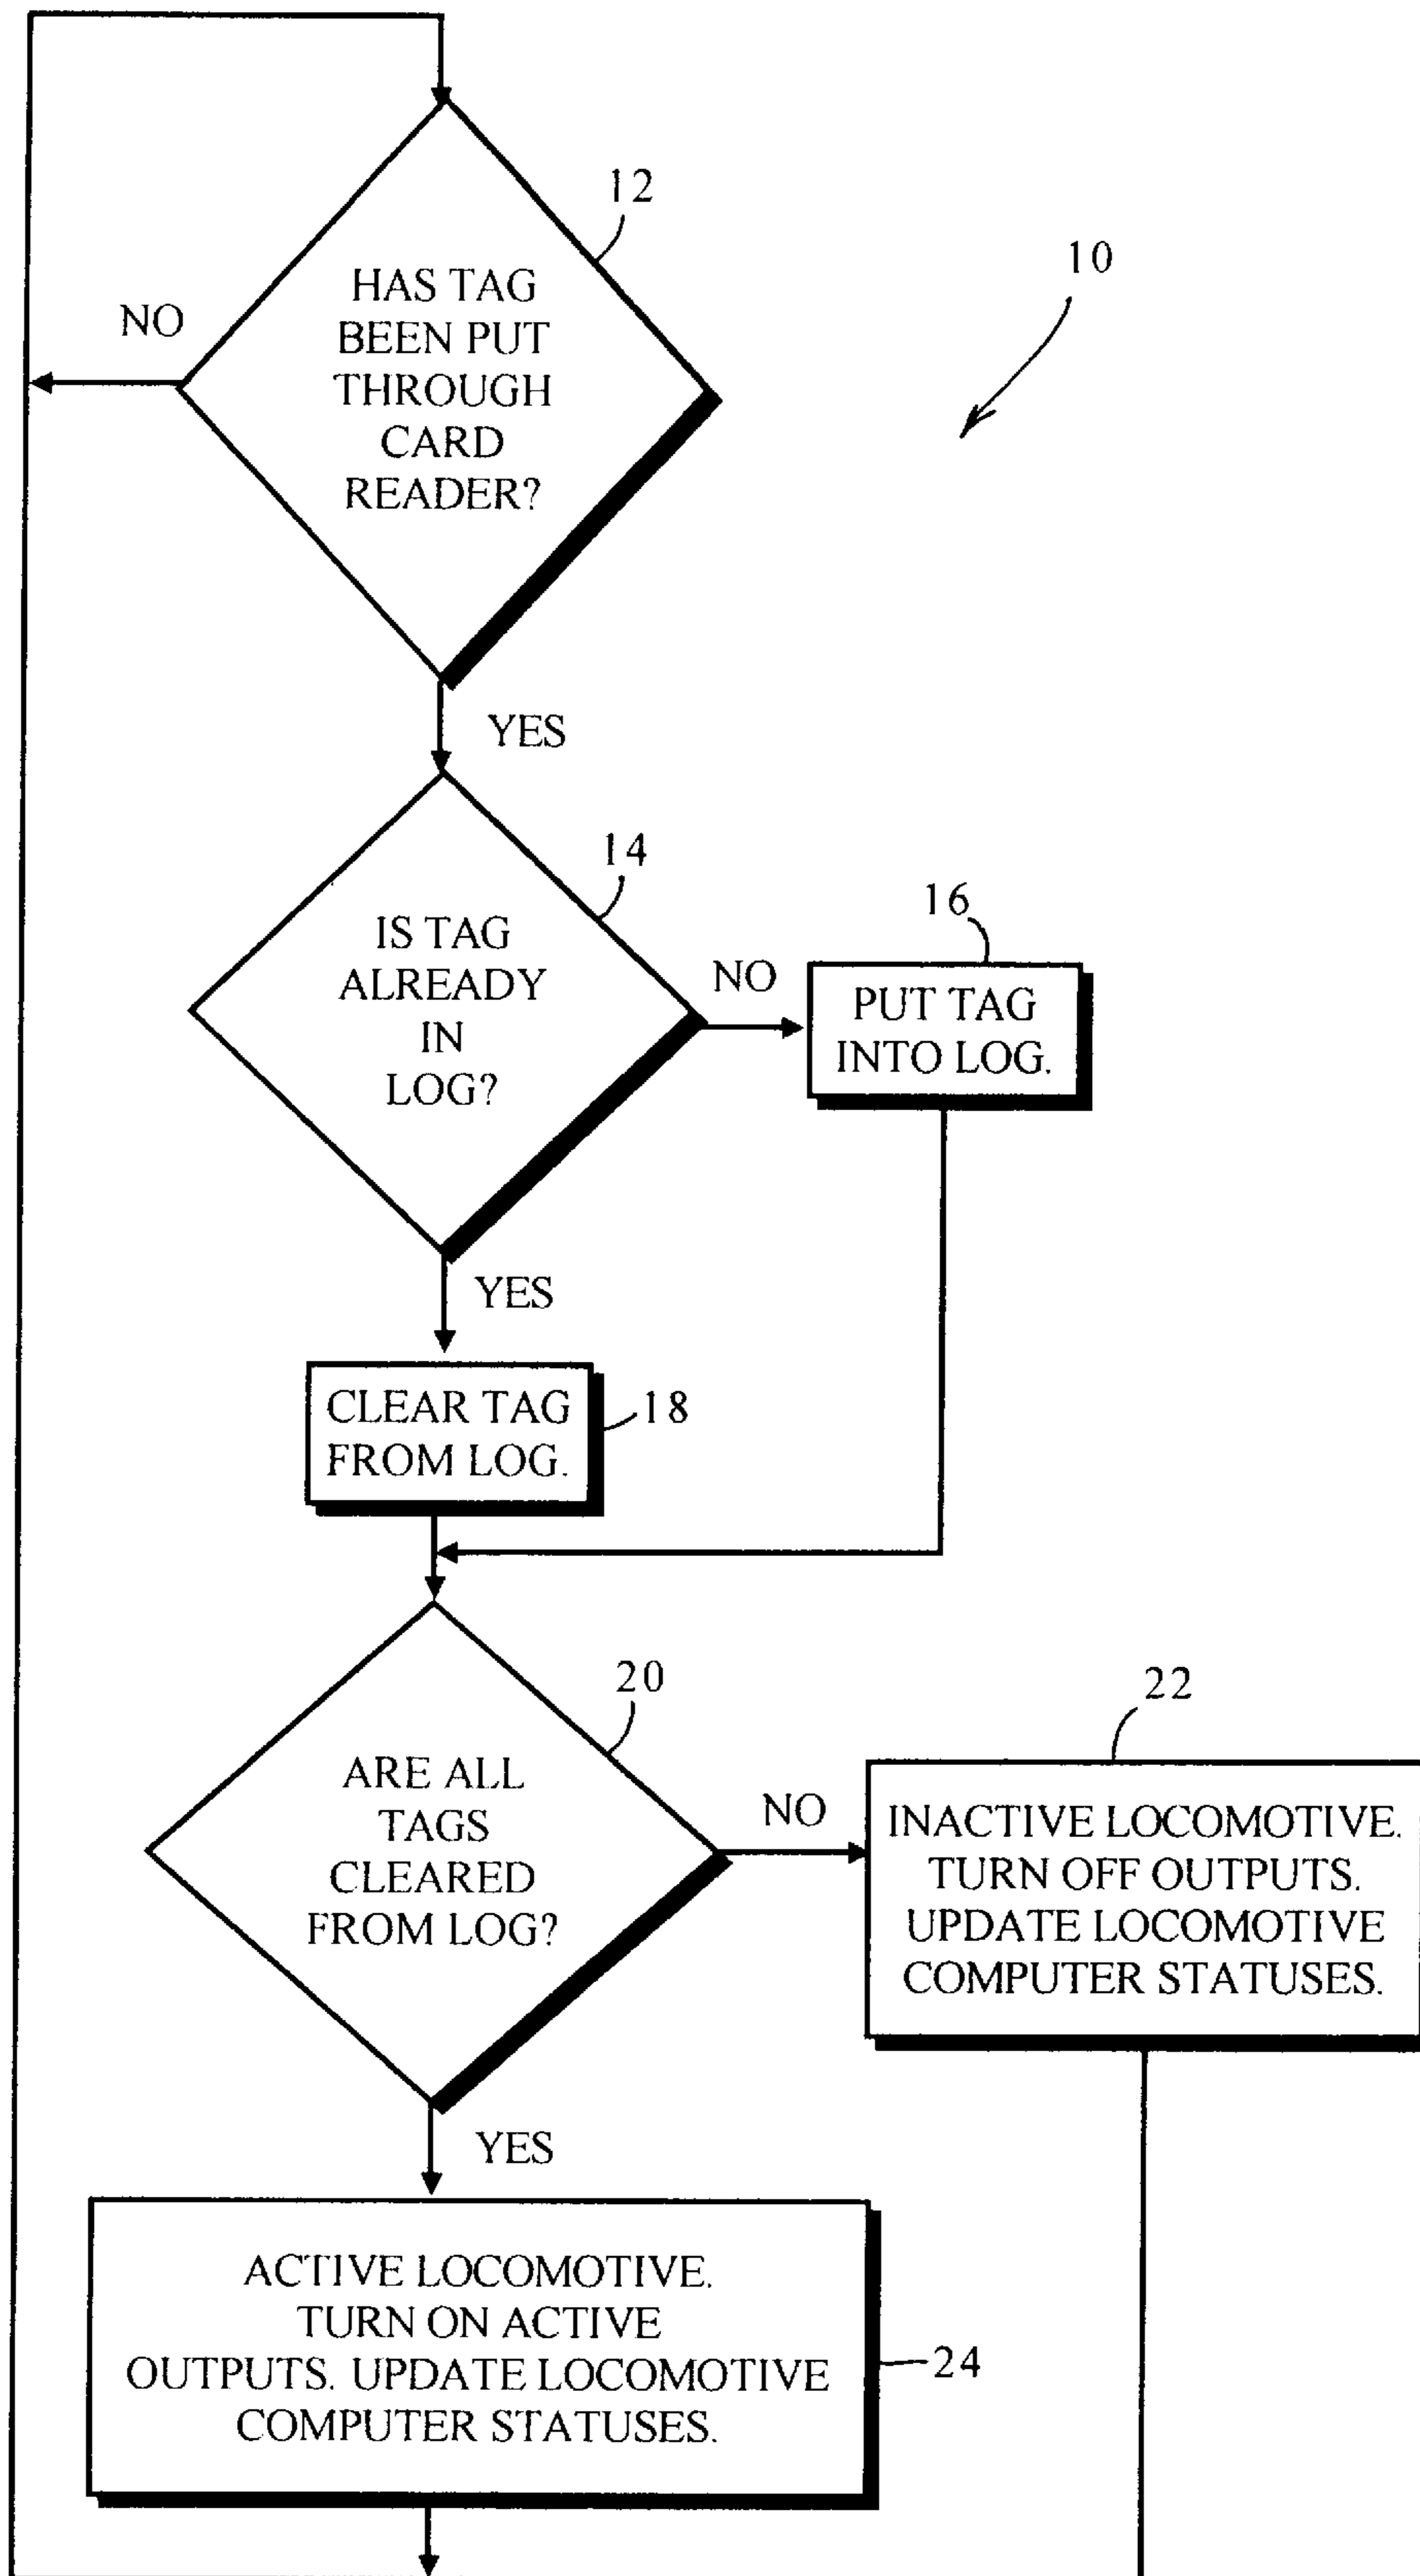 12
10
HAS TAG
BEEN PUT
THROUGH
CARD
READER?
NO
YES
14
IS TAG
ALREADY
IN
LOG?
NO
16
PUT TAG
INTO LOG.
YES
CLEAR TAG
FROM LOG.
18
20
ARE ALL
TAGS
CLEARED
FROM LOG?
NO
22
INACTIVE LOCOMOTIVE.
TURN OFF OUTPUTS.
UPDATE LOCOMOTIVE
COMPUTER STATUSES.
YES
ACTIVE LOCOMOTIVE.
TURN ON ACTIVE
OUTPUTS. UPDATE LOCOMOTIVE
COMPUTER STATUSES.
24